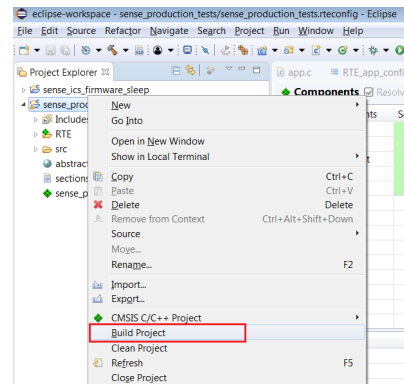 eclipse-workspace - sense_production_tests/sense_production_tests.rteconfig - Eclipse
File Edit Source Refactor Navigate Search Project Run Window Help
Project Explorer
app.c
RTE_app_confi
sense_ics_firmware_sleep
Components
Resolv
sense_proc
Includes
RTE
src
abstract
sections
sense_p
New
Go Into
Open in New Window
Show in Local Terminal
Copy Ctrl+C
Paste Ctrl+V
Delete Delete
Remove from Context Ctrl+Alt+Shift+Down
Source
Move...
Rename... F2
Import...
Export...
CMSIS C/C++ Project
Build Project
Clean Project
Refresh F5
Close Project